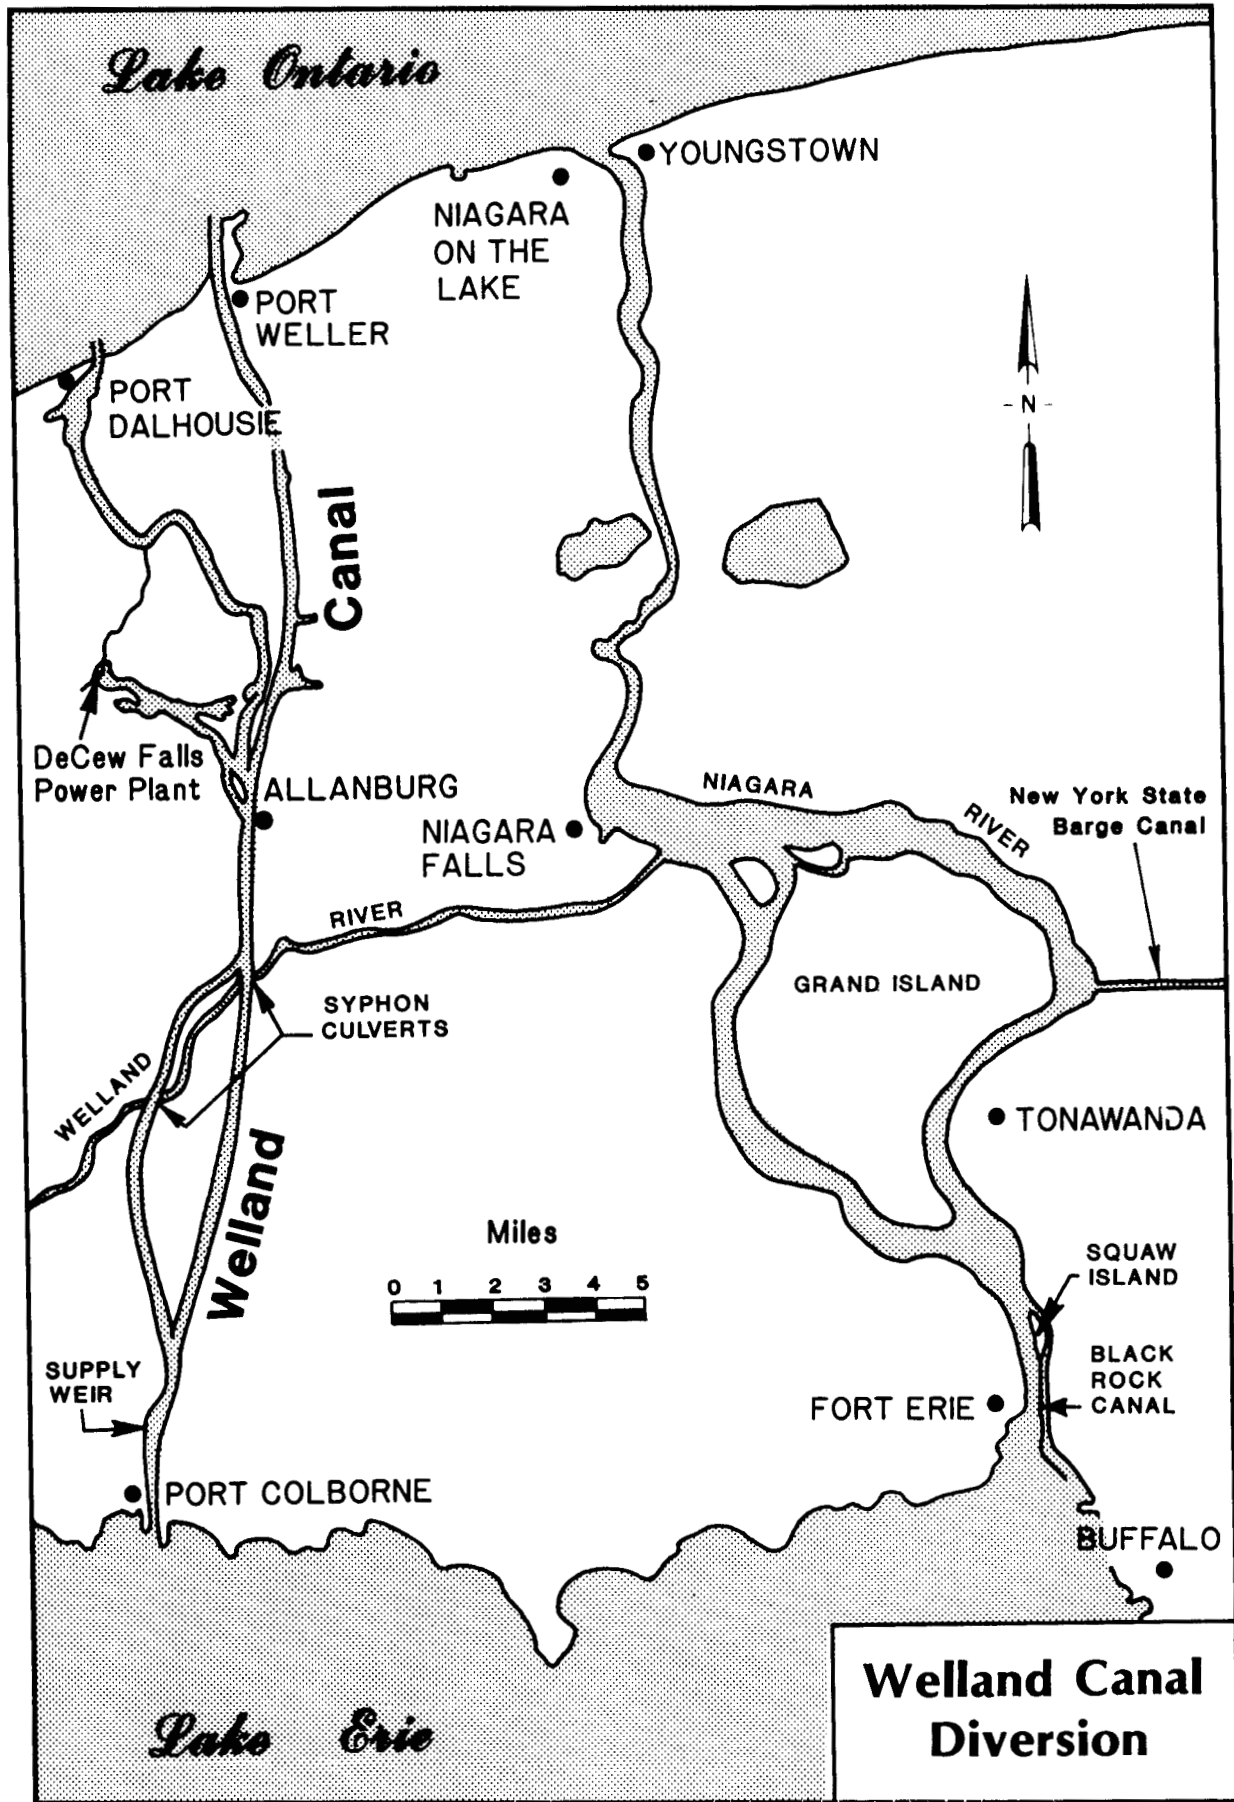 Lake Ontario
YOUNGSTOWN
NIAGARA
ON THE
LAKE
PORT
WELLER
PORT
DALHOUSIE
N
Canal
DeCew Falls
Power Plant
ALLANBURG
NIAGARA
RIVER
New York State
Barge Canal
NIAGARA
FALLS
RIVER
GRAND ISLAND
SYPHON
CULVERTS
WELLAND
TONAWANDA
Welland
Miles
0 1 2 3 4 5
SQUAW
ISLAND
SUPPLY
WEIR
BLACK
ROCK
CANAL
FORT ERIE
PORT COLBORNE
BUFFALO
Lake Erie
Welland Canal
Diversion